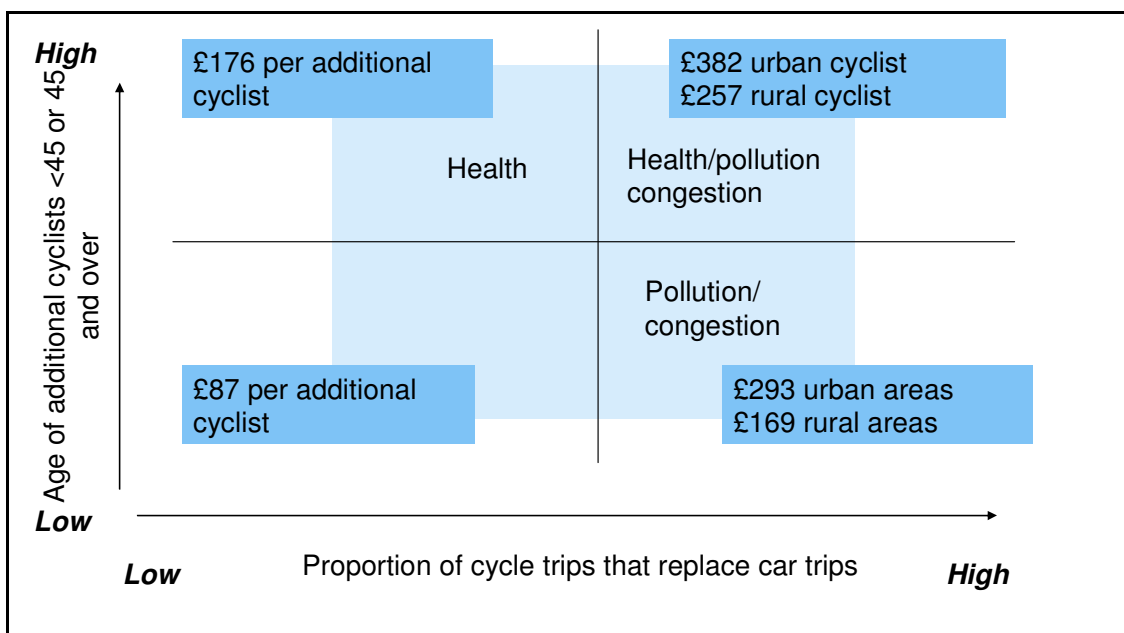 High
£176 per additional
cyclist
£382 urban cyclist
£257 rural cyclist
Age of additional cyclists <45 or 45
and over
Health
Health/pollution
congestion
Pollution/
congestion
£87 per additional
cyclist
£293 urban areas
£169 rural areas
Low
Low
Proportion of cycle trips that replace car trips
High